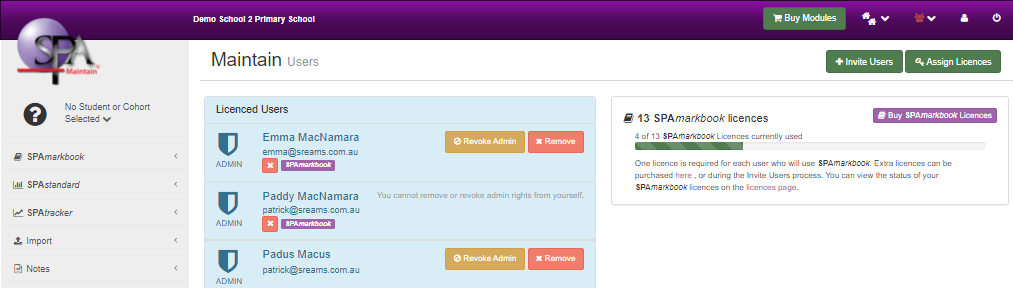 Demo School 2 Primary School
Buy Modules
SPA
Maintain
Maintain Users
Invite Users
Assign Licences
No Student or Cohort
Selected
SPAmarkbook
SPAstandard
SPAtracker
Import
Notes
Licenced Users
Emma MacNamara
emma@sreams.com.au
ADMIN
SPAmarkbook
Revoke Admin
Remove
Paddy MacNamara
patrick@sreams.com.au
ADMIN
SPAmarkbook
You cannot remove or revoke admin rights from yourself.
Padus Macus
patrick@sreams.com.au
ADMIN
Revoke Admin
Remove
13 SPAmarkbook licences
Buy SPAmarkbook Licences
4 of 13 SPAmarkbook Licences currently used
One licence is required for each user who will use SPAmarkbook. Extra licences can be
purchased here , or during the Invite Users process. You can view the status of your
SPAmarkbook licences on the licences page.